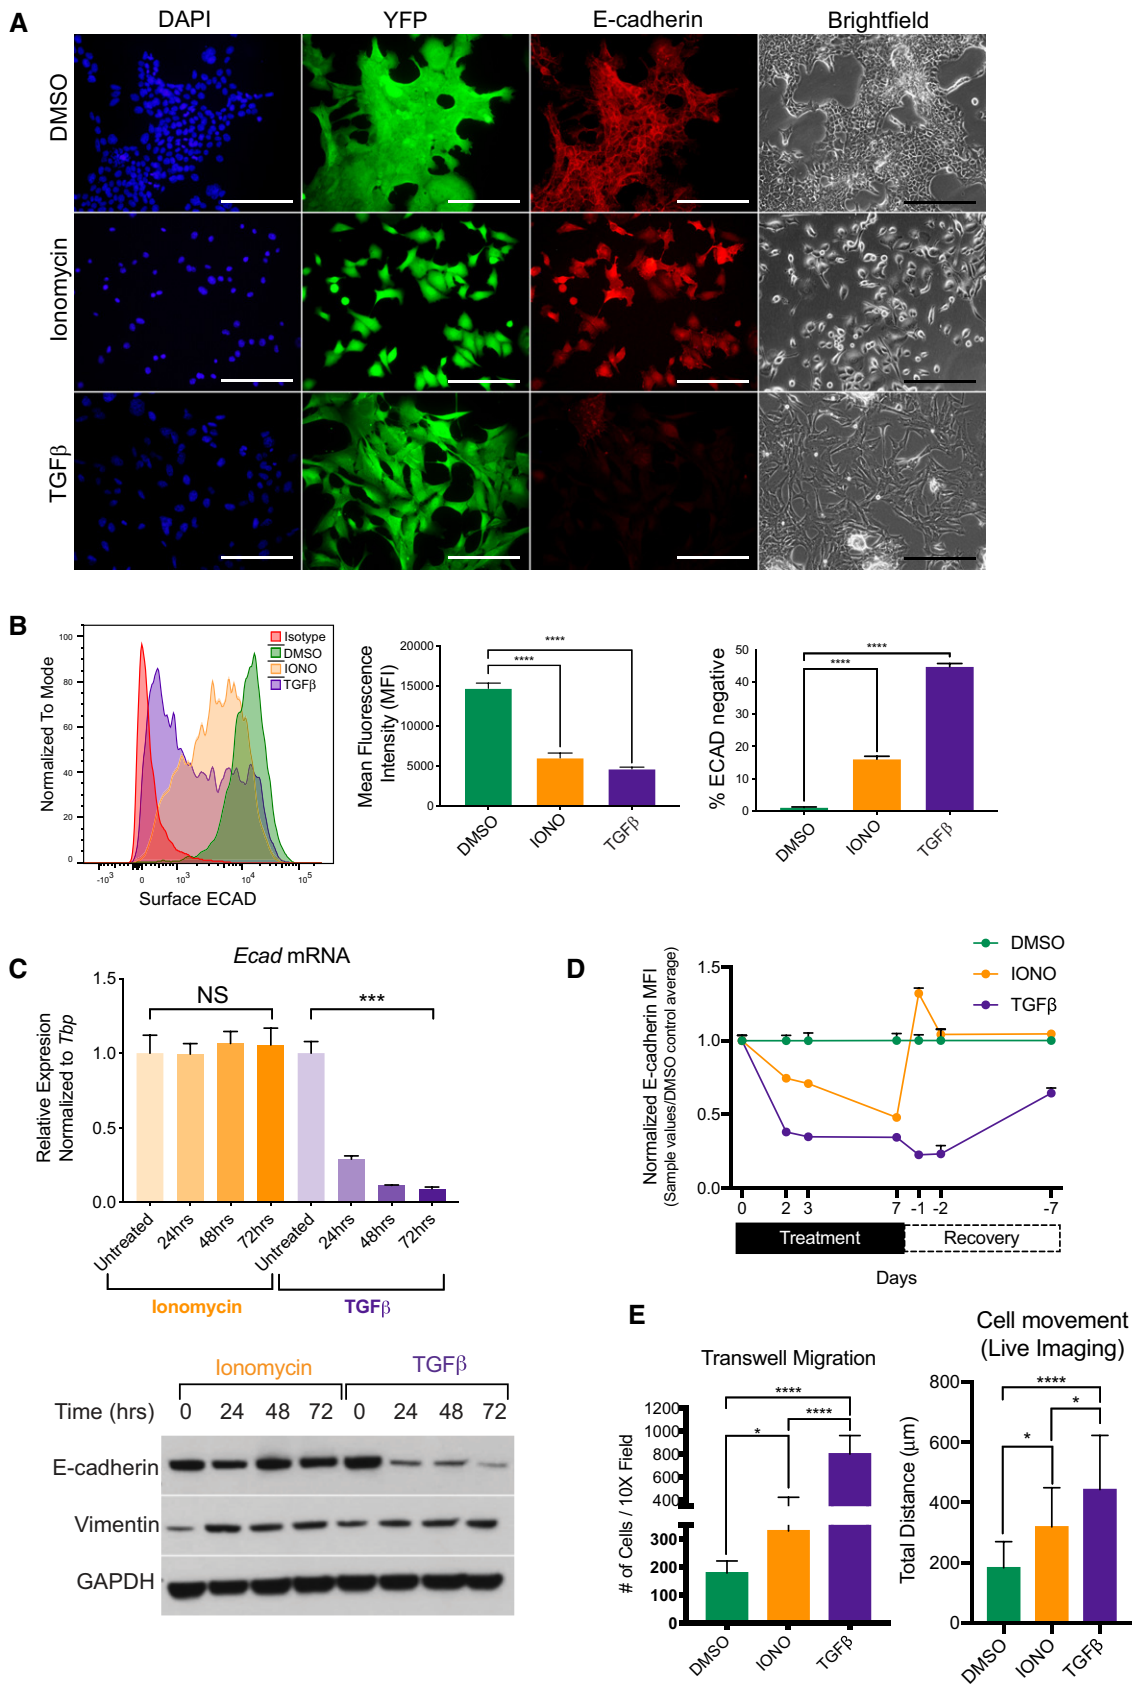 A
DAPI YFP E-cadherin Brightfield
DMSO
Ionomycin
TGFβ
B
Normalized To Mode
100
80
60
40
20
0
-10³ 0 10³ 10⁴ 10⁵
Surface ECAD
Isotype
DMSO
IONO
TGFβ
Mean Fluorescence
Intensity (MFI)
20000
15000
10000
5000
0
****
****
DMSO IONO TGFβ
% ECAD negative
50
40
30
20
10
0
****
****
DMSO IONO TGFβ
C
Ecad mRNA
Relative Expresion
Normalized to Tbp
1.5
1.0
0.5
0.0
NS
***
Untreated 24hrs 48hrs 72hrs Untreated 24hrs 48hrs 72hrs
Ionomycin TGFβ
Ionomycin TGFβ
Time (hrs) 0 24 48 72 0 24 48 72
E-cadherin
Vimentin
GAPDH
D
DMSO
IONO
TGFβ
Normalized E-cadherin MFI
(Sample values/DMSO control average)
1.5
1.0
0.5
0.0
0 2 3 7 -1 -2 -7
Treatment Recovery
Days
E
Transwell Migration
# of Cells / 10X Field
1200
1000
800
600
400
300
200
100
0
****
****
*
DMSO IONO TGFβ
Cell movement
(Live Imaging)
Total Distance (μm)
800
600
400
200
0
****
*
*
DMSO IONO TGFβ